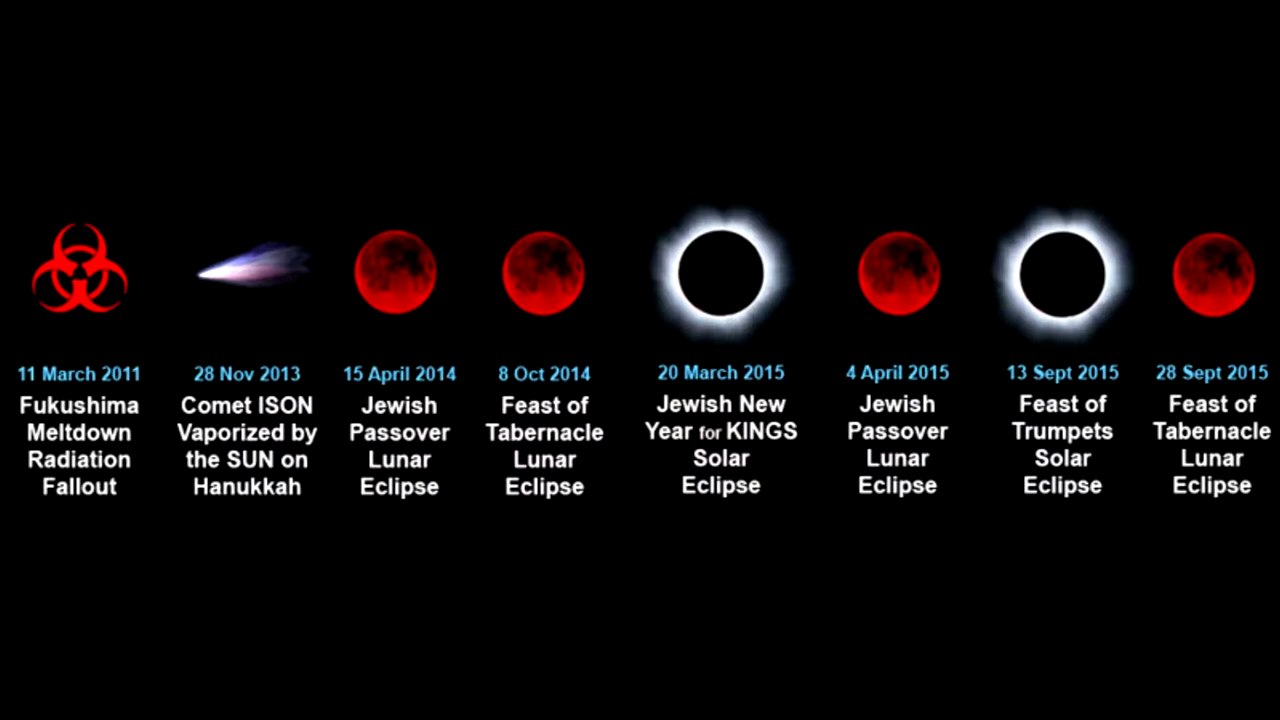 11 March 2011
Fukushima
Meltdown
Radiation
Fallout
28 Nov 2013
Comet ISON
Vaporized by
the SUN on
Hanukkah
15 April 2014
Jewish
Passover
Lunar
Eclipse
8 Oct 2014
Feast of
Tabernacle
Lunar
Eclipse
20 March 2015
Jewish New
Year for KINGS
Solar
Eclipse
4 April 2015
Jewish
Passover
Lunar
Eclipse
13 Sept 2015
Feast of
Trumpets
Solar
Eclipse
28 Sept 2015
Feast of
Tabernacle
Lunar
Eclipse